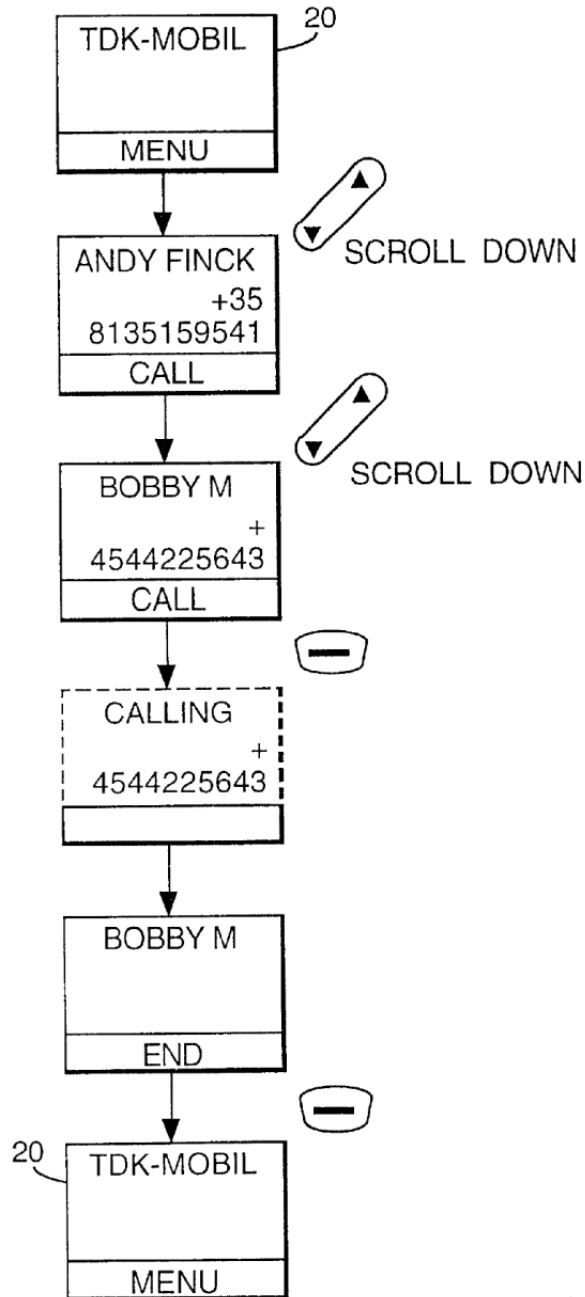 20
TDK-MOBIL
MENU
SCROLL DOWN
ANDY FINCK
+35
8135159541
CALL
SCROLL DOWN
BOBBY M
+
4544225643
CALL
CALLING
+
4544225643
BOBBY M
END
20
TDK-MOBIL
MENU